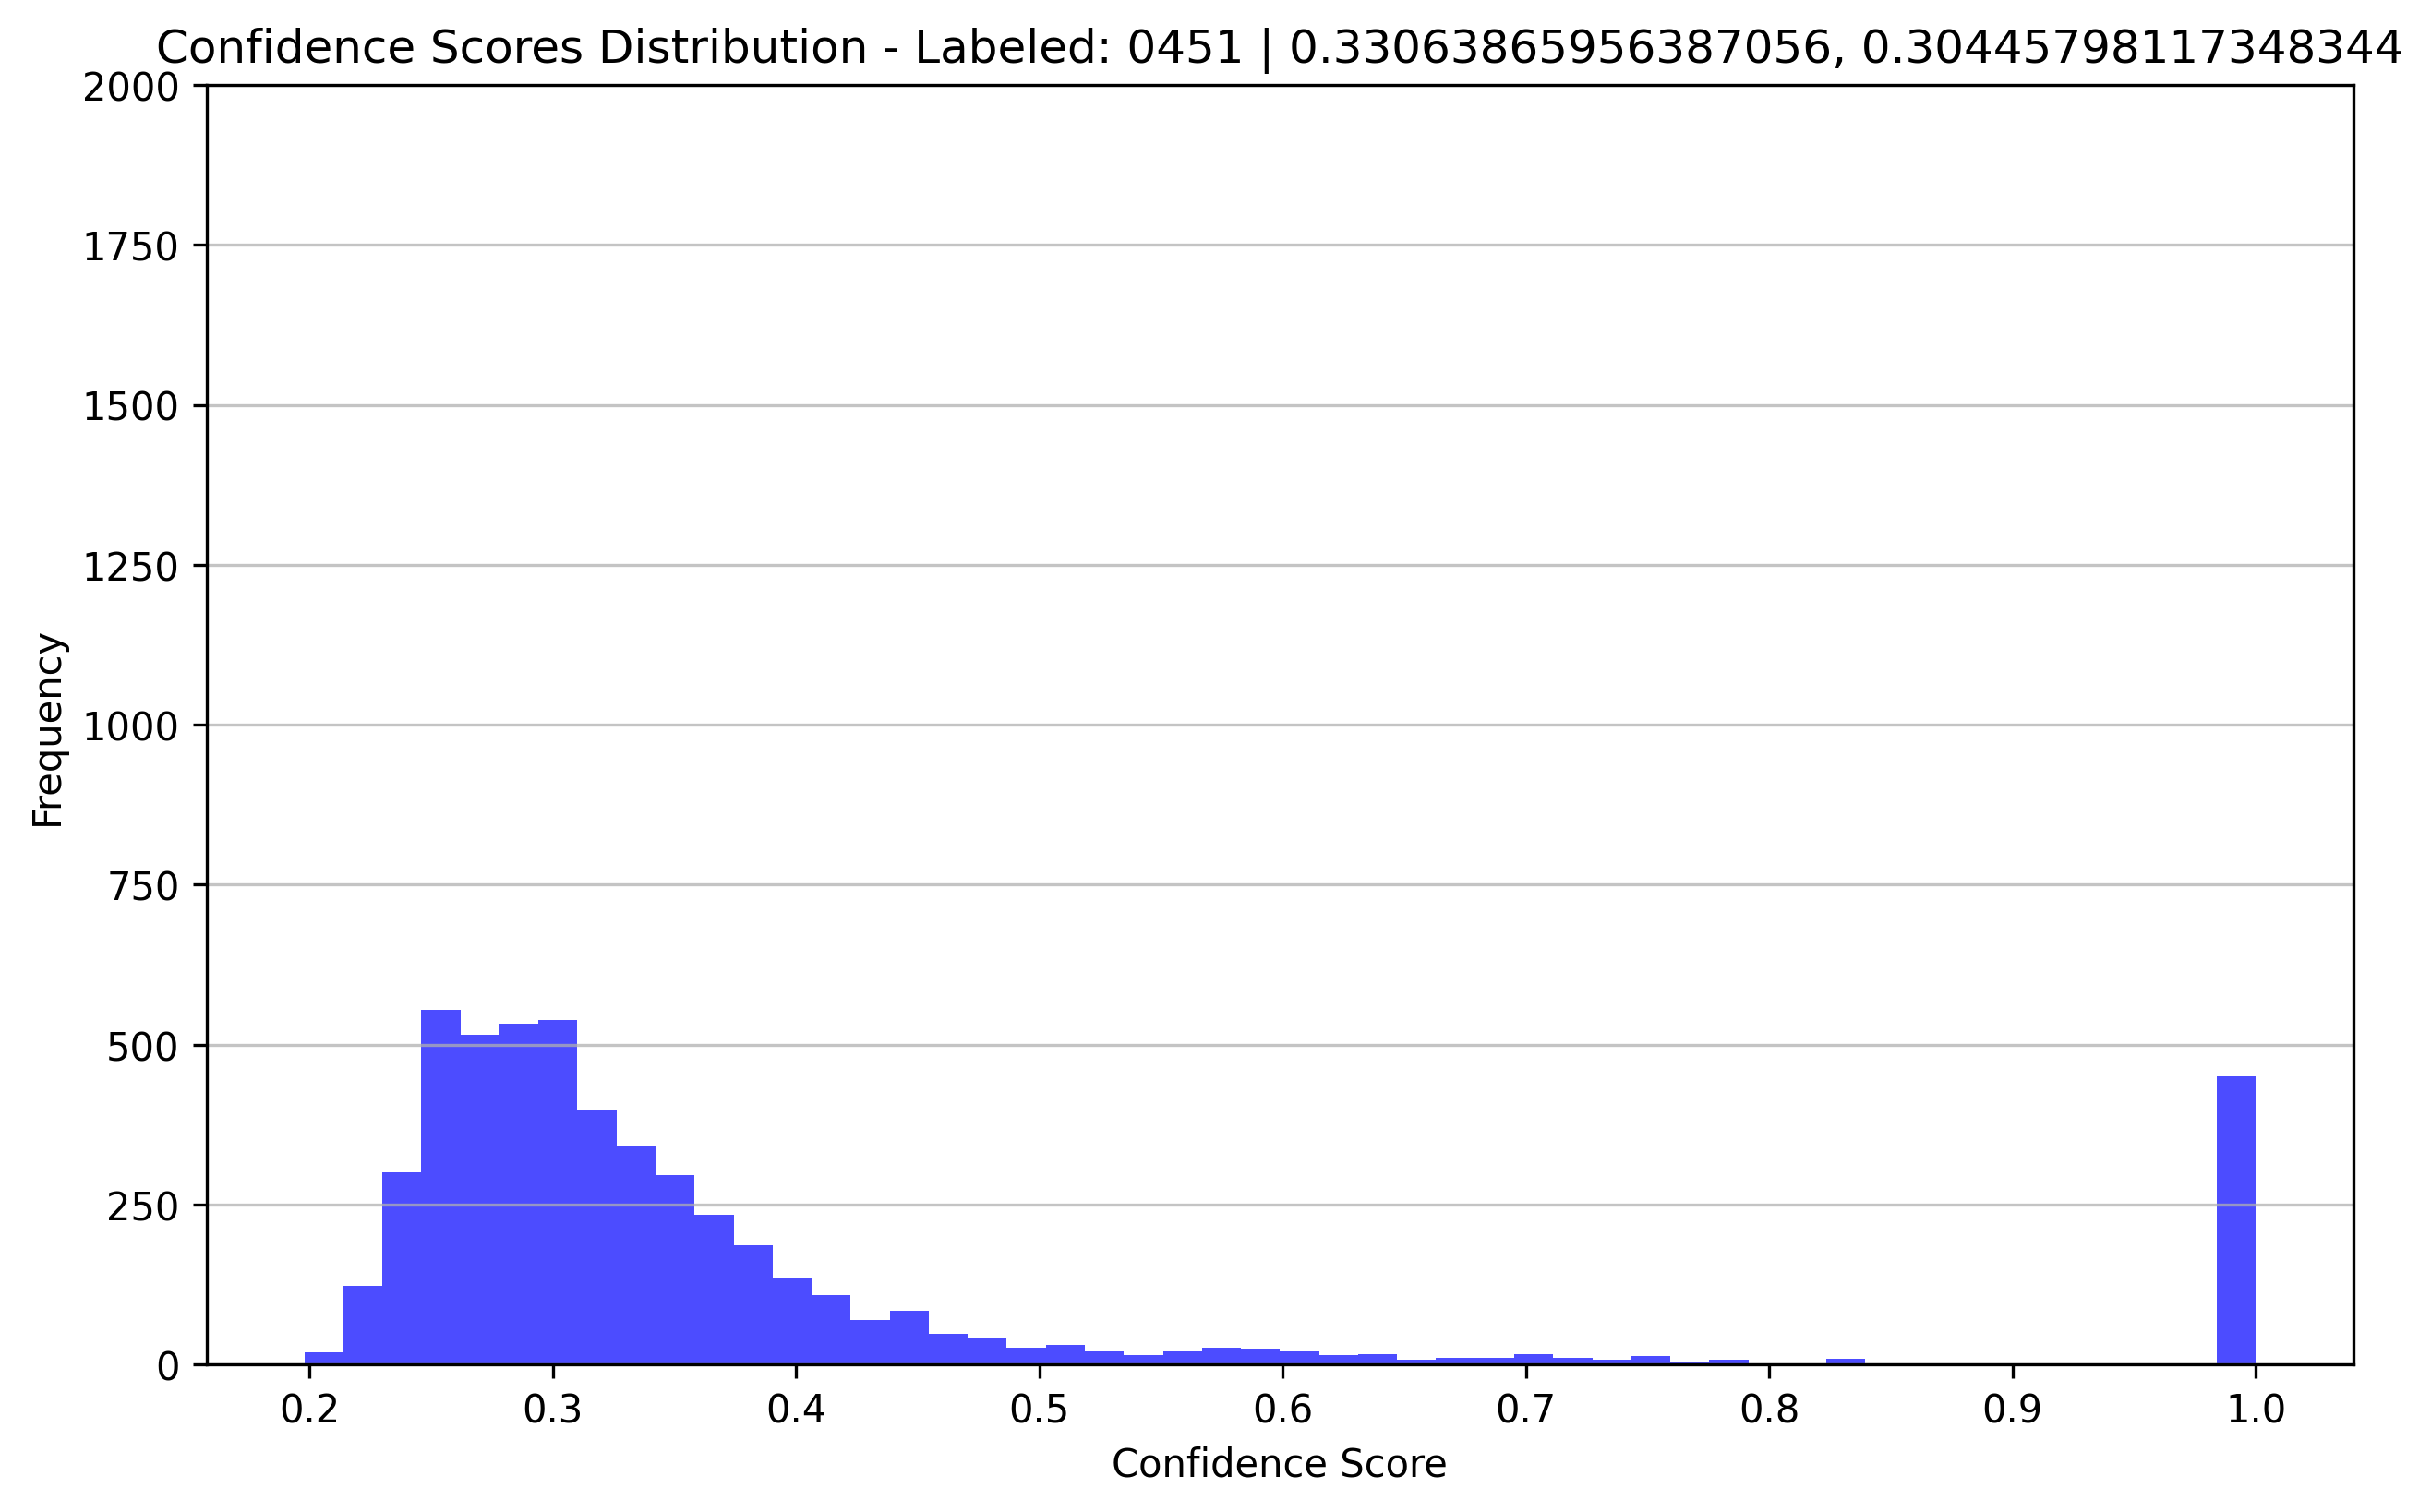 Confidence Scores Distribution - Labeled: 0451 | 0.3306386595638​7056, 0.30445798117348344
2000
1750
1500
1250
1000
750
500
250
0
Frequency
0.2 0.3 0.4 0.5 0.6 0.7 0.8 0.9 1.0
Confidence Score